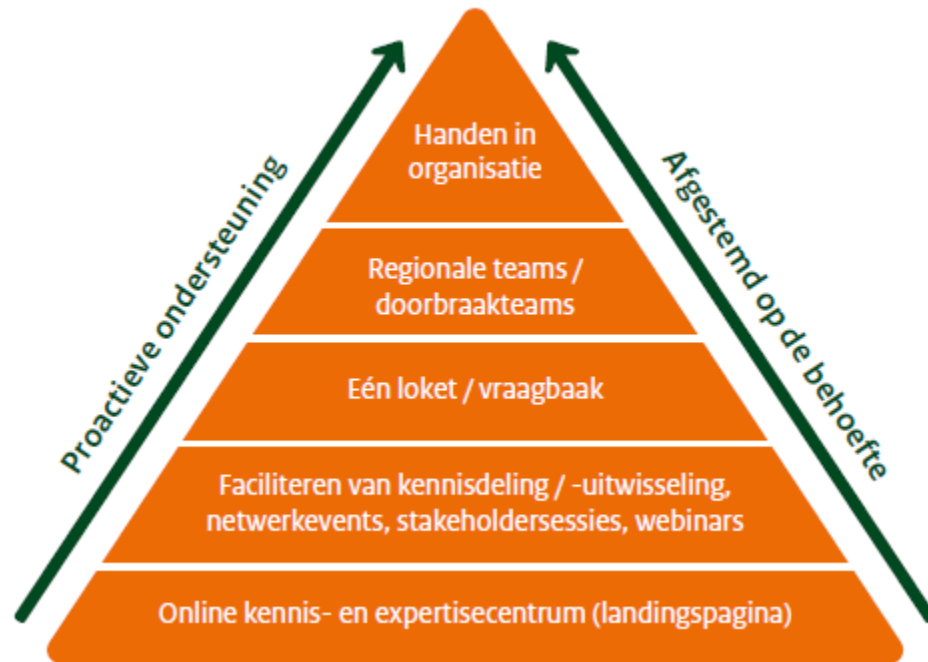 Proactieve ondersteuning
Afgestemd op de behoefte
Handen in
organisatie
Regionale teams /
doorbraakteams
Eén loket / vraagbaak
Faciliteren van kennisdeling / -uitwisseling,
netwerkevents, stakeholdersessies, webinars
Online kennis- en expertisecentrum (landingspagina)